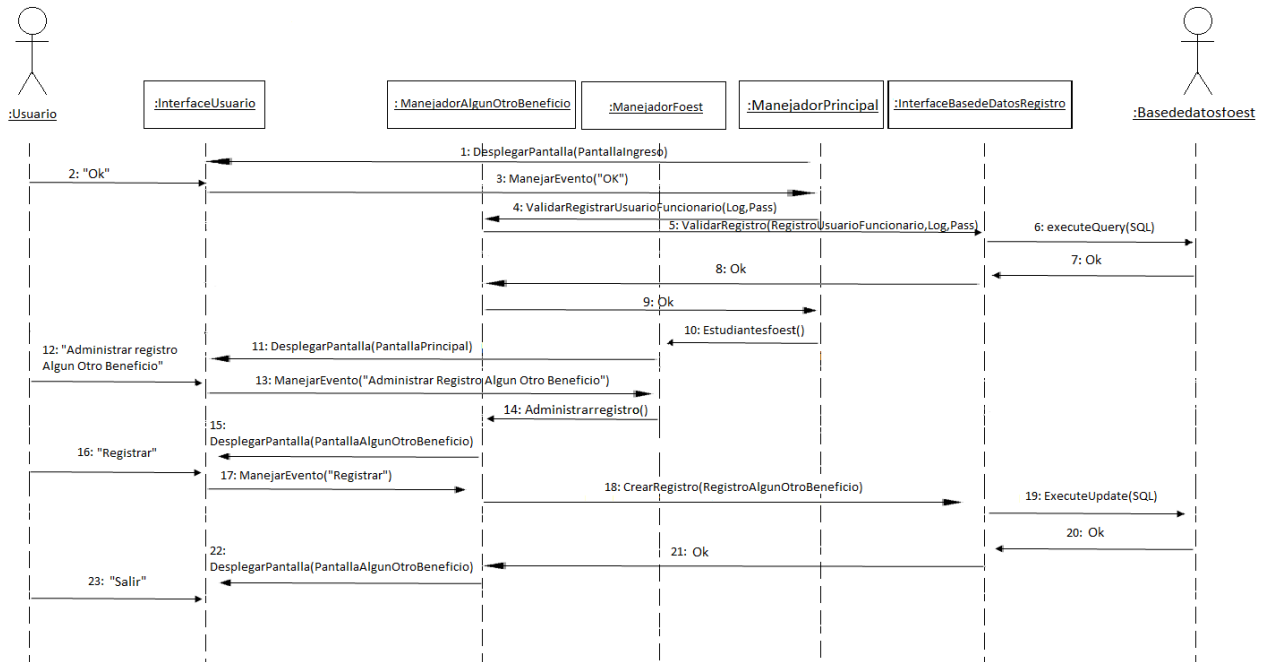 :Usuario
:InterfaceUsuario
: ManejadorAlgunOtroBeneficio
:ManejadorFoest
:ManejadorPrincipal
:InterfaceBasedeDatosRegistro
:Basededatosfoest
1: DesplegarPantalla(PantallaIngreso)
2: "Ok"
3: ManejarEvento("OK")
4: ValidarRegistrarUsuarioFuncionario(Log,Pass)
5: ValidarRegistro(RegistroUsuarioFuncionario,Log,Pass)
6: executeQuery(SQL)
7: Ok
8: Ok
9: Ok
10: Estudiantesfoest()
11: DesplegarPantalla(PantallaPrincipal)
12: "Administrar registro
Algun Otro Beneficio"
13: ManejarEvento("Administrar Registro Algun Otro Beneficio")
14: Administrarregistro()
15:
DesplegarPantalla(PantallaAlgunOtroBeneficio)
16: "Registrar"
17: ManejarEvento("Registrar")
18: CrearRegistro(RegistroAlgunOtroBeneficio)
19: ExecuteUpdate(SQL)
20: Ok
21: Ok
22:
DesplegarPantalla(PantallaAlgunOtroBeneficio)
23: "Salir"